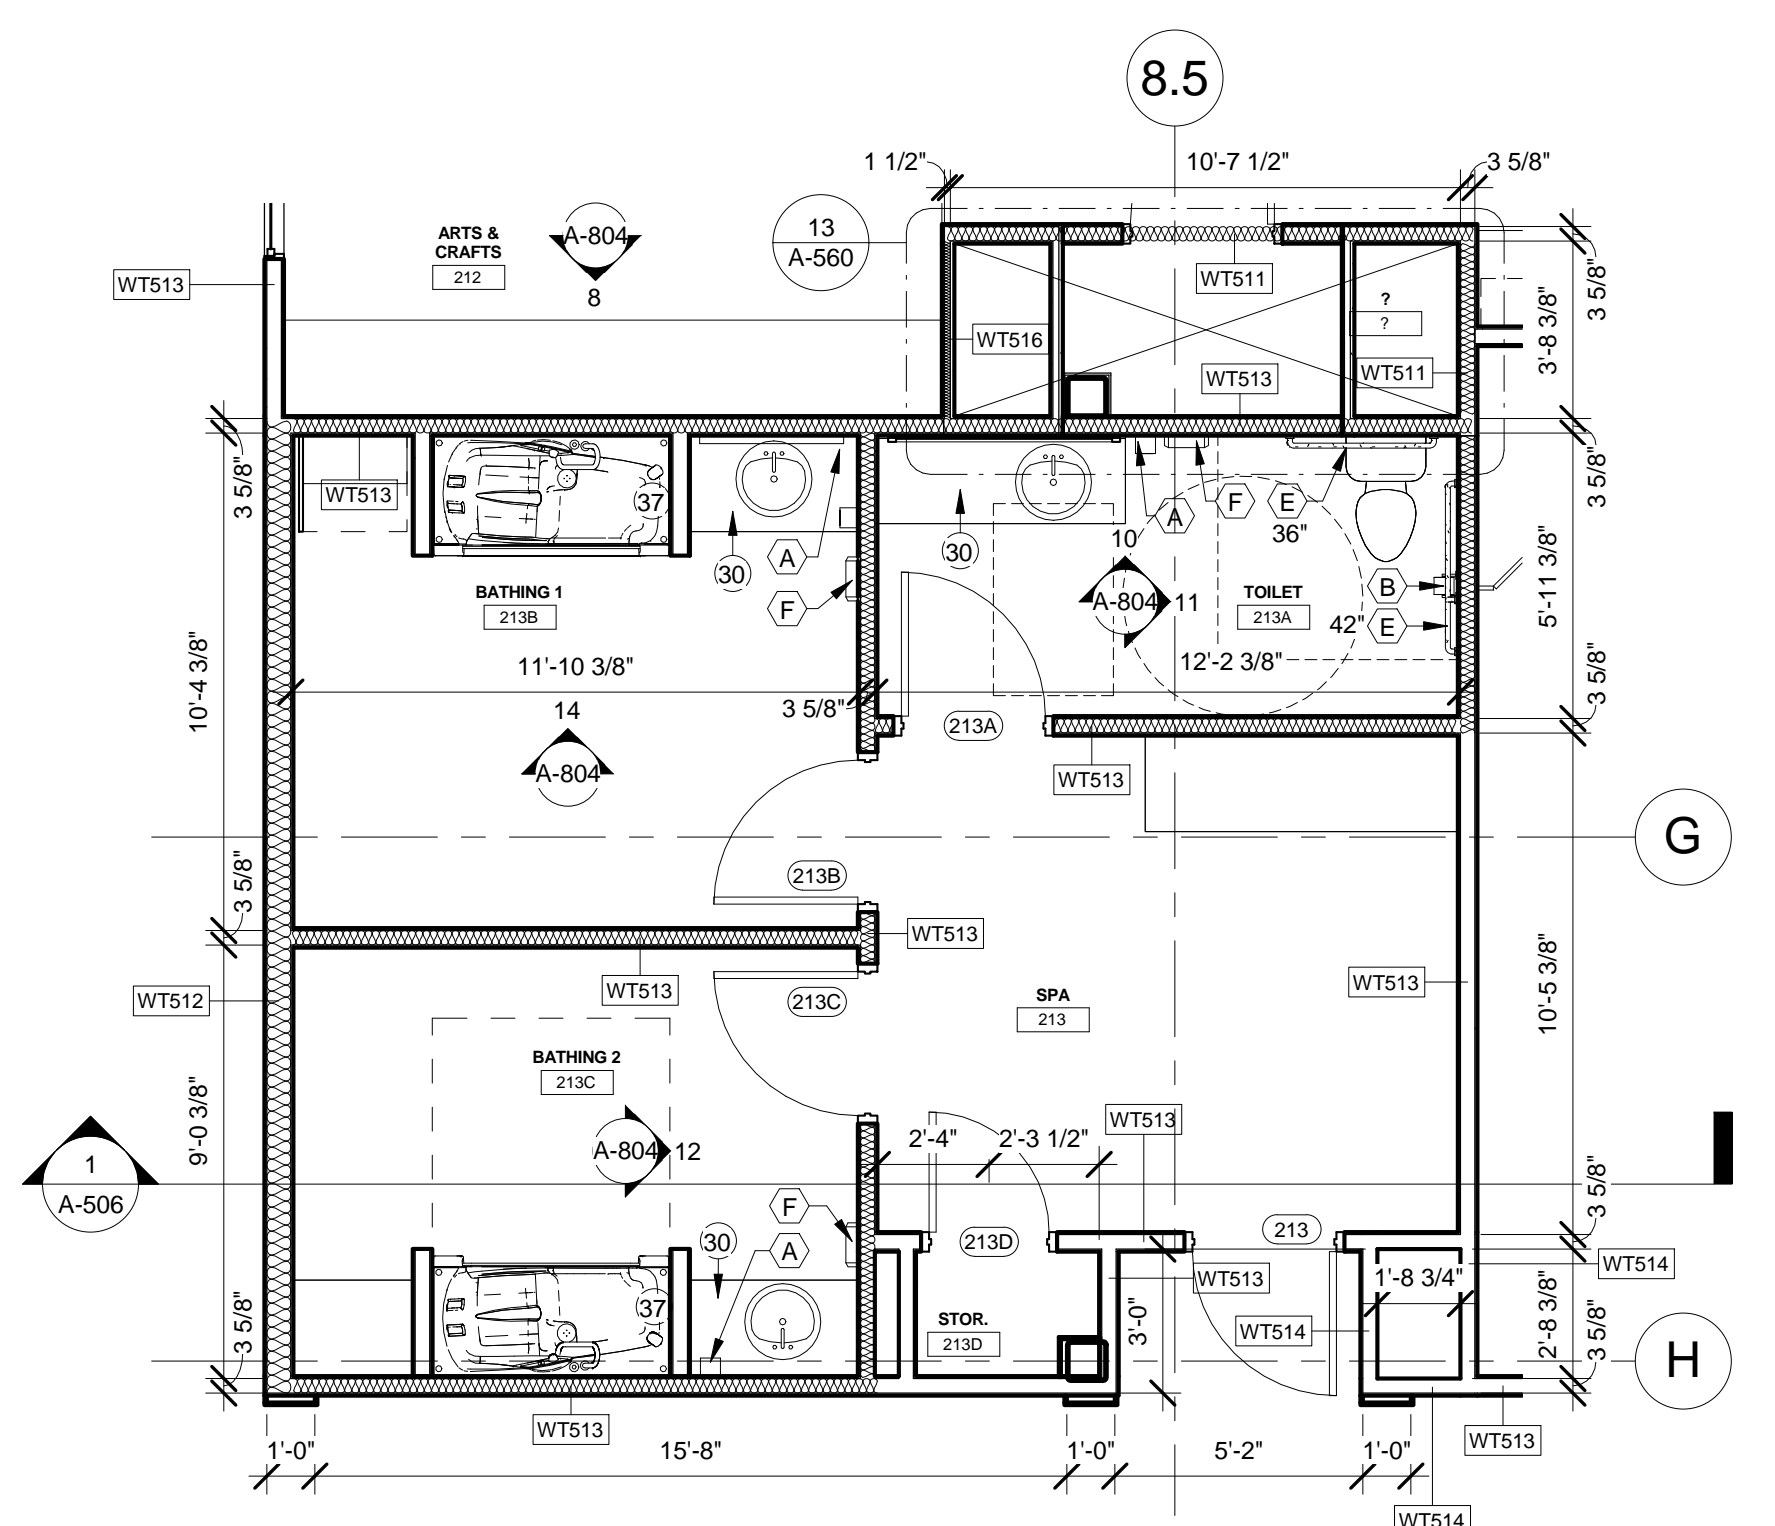 8.5
1 1/2"
10'-7 1/2"
3 5/8"
ARTS &
CRAFTS
212
A-804
8
13
A-560
WT513
WT511
3 5/8"
3'-8 3/8"
?
?
WT516
WT513
WT511
3 5/8"
WT513
37
30
A
F
30
A
F
E
36"
3 5/8"
10
A-804
11
TOILET
213A
B
42"
E
5'-11 3/8"
BATHING 1
213B
11'-10 3/8"
12'-2 3/8"
3 5/8"
3 5/8"
10'-4 3/8"
14
A-804
213A
WT513
G
213B
3 5/8"
WT513
WT513
WT512
213C
SPA
213
WT513
10'-5 3/8"
BATHING 2
213C
9'-0 3/8"
A-804
12
2'-4"
2'-3 1/2"
WT513
1
A-506
F
30
A
213D
213
3 5/8"
WT514
WT513
1'-8 3/4"
37
3 5/8"
STOR.
213D
3'-0"
WT514
2'-8 3/8"
3 5/8"
H
WT513
WT513
1'-0"
15'-8"
1'-0"
5'-2"
1'-0"
WT514